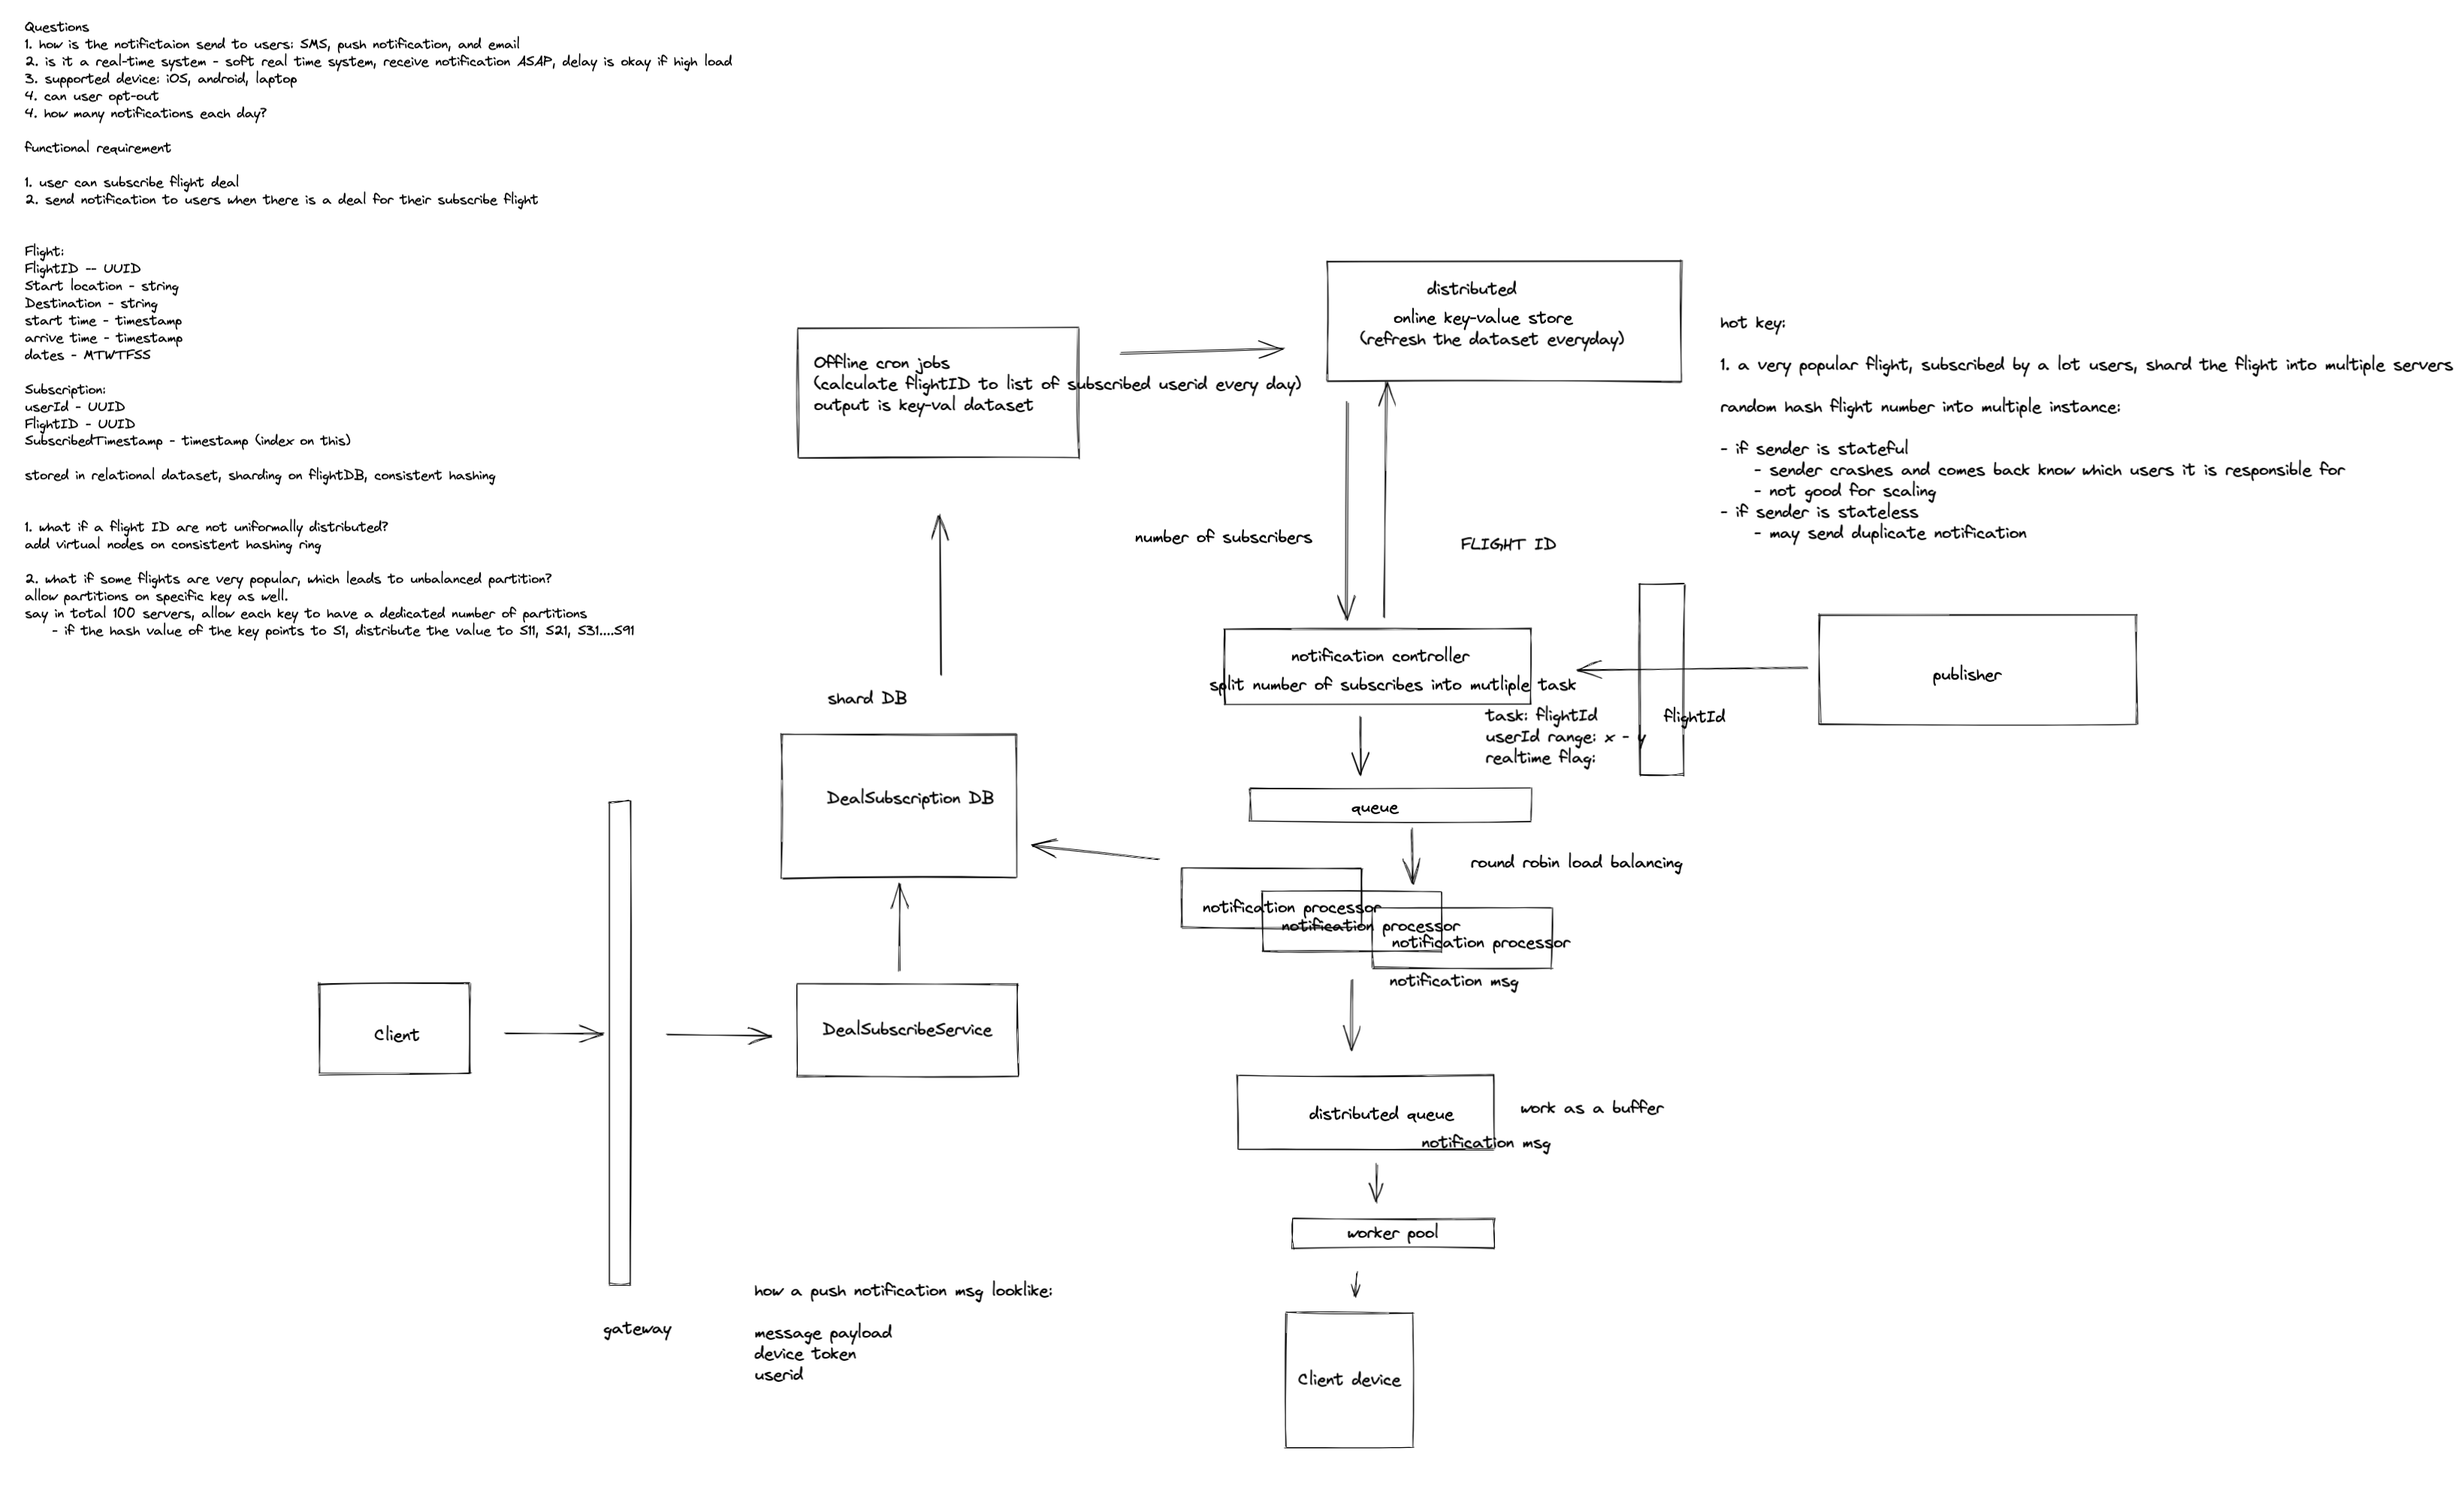 Questions
1. how is the notifictaion send to users: SMS, push notification, and email
2. is it a real-time system - soft real time system, receive notification ASAP, delay is okay if high load
3. supported device: iOS, android, laptop
4. can user opt-out
4. how many notifications each day?
functional requirement
1. user can subscribe flight deal
2. send notification to users when there is a deal for their subscribe flight
Flight:
FlightID -- UUID
Start location - string
Destination - string
start time - timestamp
arrive time - timestamp
dates - MTWTFSS
Subscription:
userId - UUID
FlightID - UUID
SubscribedTimestamp - timestamp (index on this)
stored in relational dataset, sharding on flightDB, consistent hashing
1. what if a flight ID are not uniformally distributed?
add virtual nodes on consistent hashing ring
2. what if some flights are very popular, which leads to unbalanced partition?
allow partitions on specific key as well.
say in total 100 servers, allow each key to have a dedicated number of partitions
- if the hash value of the key points to S1, distribute the value to S11, S21, S31....S91
Offline cron jobs
(calculate flightID to list of subscribed userid every day)
output is key-val dataset
distributed
online key-value store
(refresh the dataset everyday)
hot key:
1. a very popular flight, subscribed by a lot users, shard the flight into multiple servers
random hash flight number into multiple instance:
- if sender is stateful
- sender crashes and comes back know which users it is responsible for
- not good for scaling
- if sender is stateless
- may send duplicate notification
number of subscribers
FLIGHT ID
notification controller
split number of subscribes into mutliple task
task: flightId
userId range: x - y
realtime flag:
flightId
publisher
shard DB
DealSubscription DB
queue
round robin load balancing
notification processor
notification processor
notification processor
notification msg
Client
DealSubscribeService
distributed queue
notification msg
work as a buffer
worker pool
gateway
how a push notification msg looklike:
message payload
device token
userid
Client device